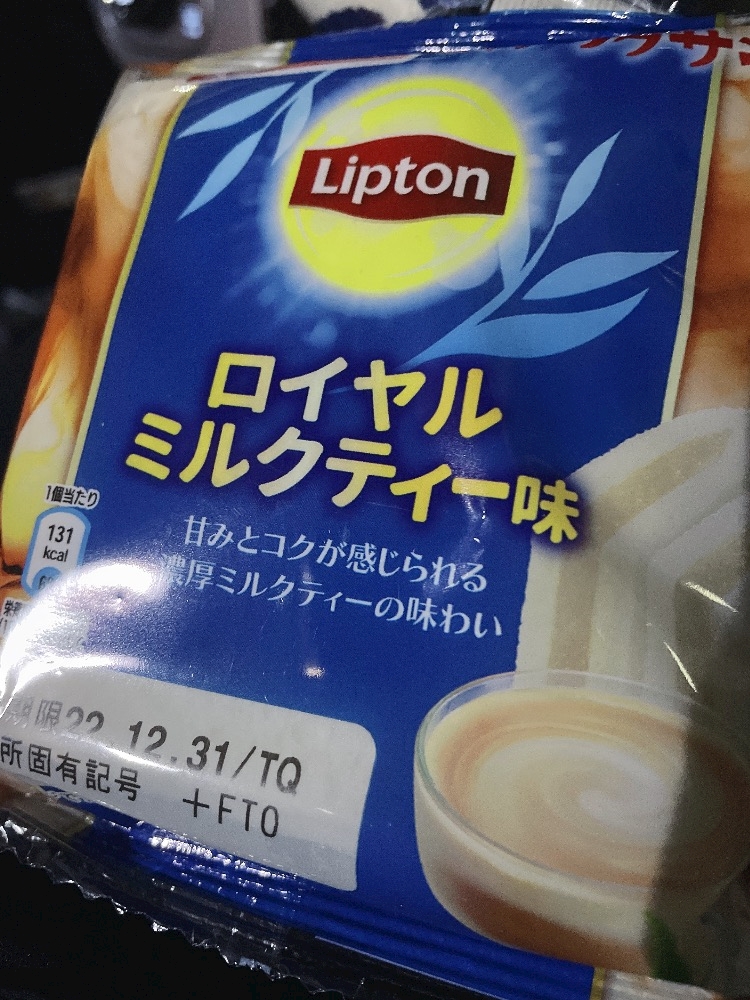 Lipton
ロイヤル
ミルクティー味
甘みとコクが感じられる
濃厚ミルクティーの味わい
1個当たり
131
kcal
期限22.12.31/TQ
所固有記号 +FTO